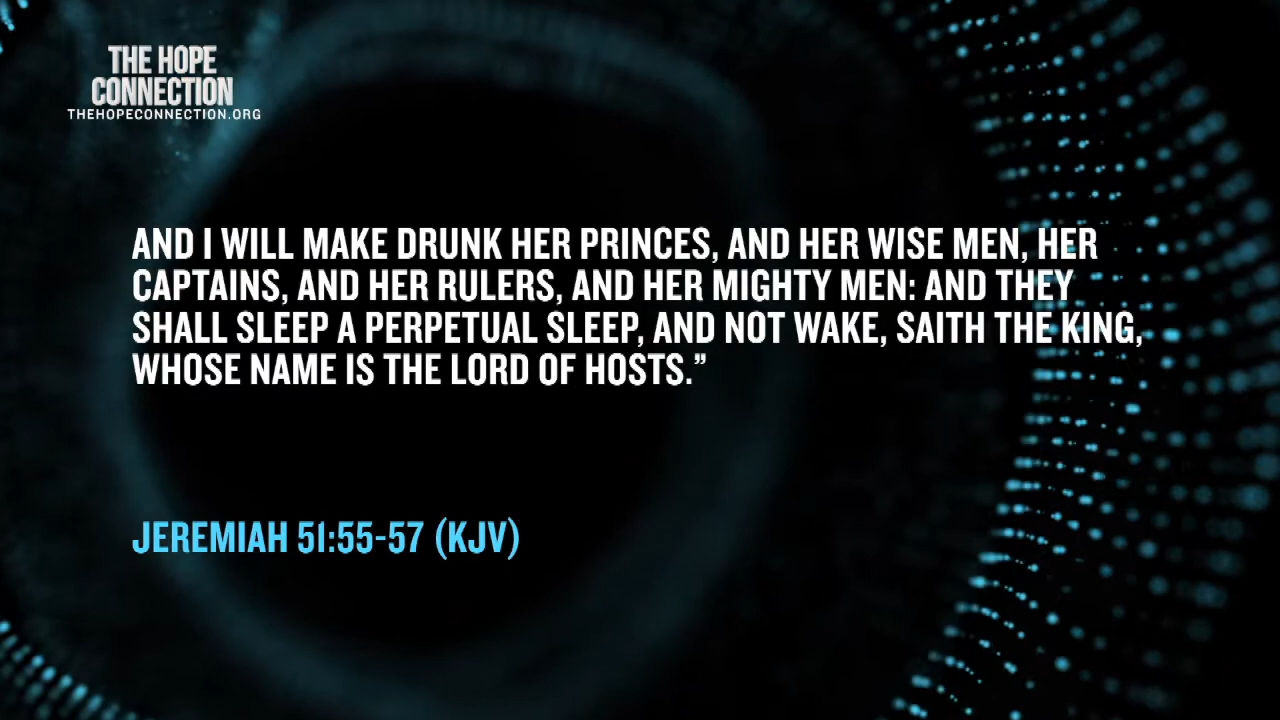 THE HOPE
CONNECTION
THEHOPECONNECTION.ORG
AND I WILL MAKE DRUNK HER PRINCES, AND HER WISE MEN, HER
CAPTAINS, AND HER RULERS, AND HER MIGHTY MEN: AND THEY
SHALL SLEEP A PERPETUAL SLEEP, AND NOT WAKE, SAITH THE KING,
WHOSE NAME IS THE LORD OF HOSTS.”
JEREMIAH 51:55-57 (KJV)